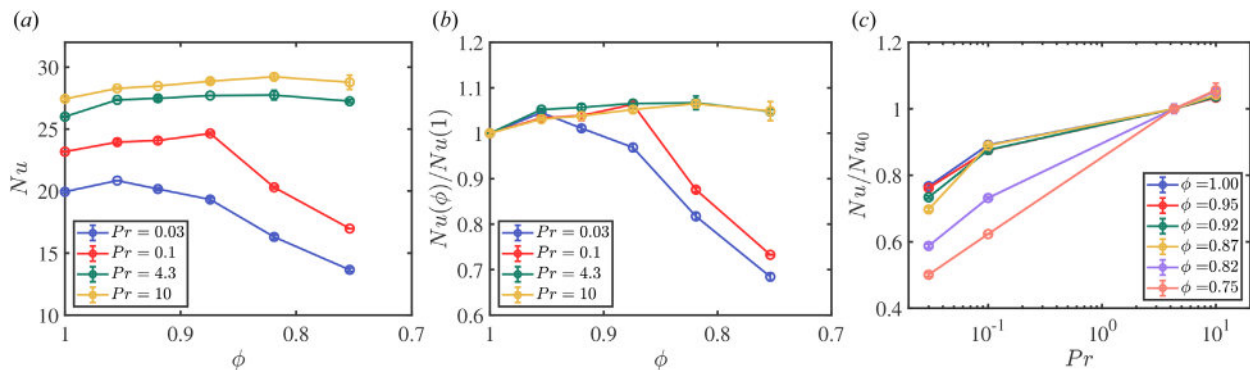 (a)
Nu
30
25
20
15
10
1
0.9
0.8
0.7
ϕ
Pr = 0.03
Pr = 0.1
Pr = 4.3
Pr = 10
(b)
Nu(ϕ)/Nu(1)
1.2
1.1
1
0.9
0.8
0.7
0.6
1
0.9
0.8
0.7
ϕ
Pr = 0.03
Pr = 0.1
Pr = 4.3
Pr = 10
(c)
Nu/Nu₀
1.2
1
0.8
0.6
0.4
10⁻¹
10⁰
10¹
Pr
ϕ =1.00
ϕ =0.95
ϕ =0.92
ϕ =0.87
ϕ =0.82
ϕ =0.75